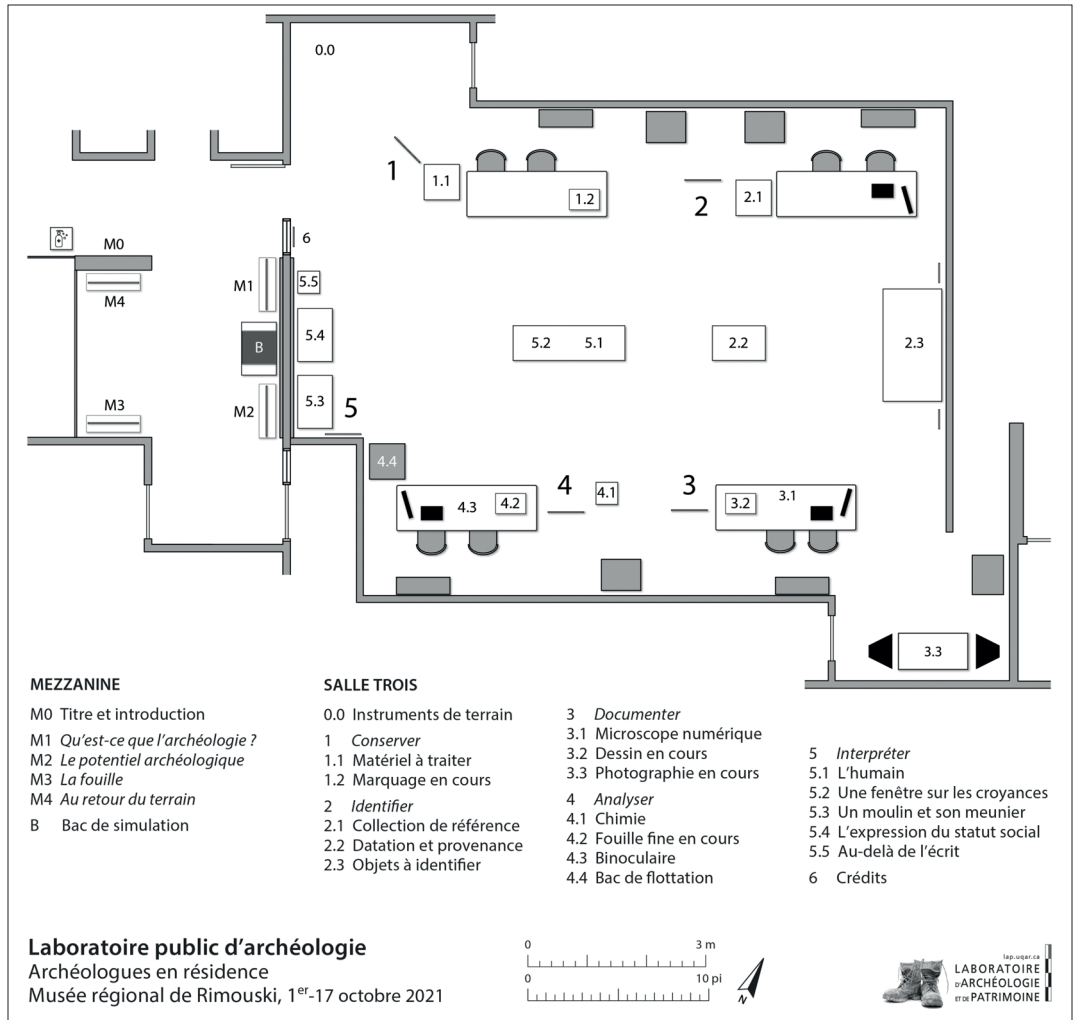 0.0
1
1.1
1.2
2
2.1
M0
6
M4
M1
5.5
5.4
B
5.2
5.1
2.2
2.3
M3
M2
5.3
5
4.4
4.3
4.2
4
4.1
3
3.2
3.1
3.3
MEZZANINE
M0 Titre et introduction
M1 Qu'est-ce que l'archéologie ?
M2 Le potentiel archéologique
M3 La fouille
M4 Au retour du terrain
B Bac de simulation
SALLE TROIS
0.0 Instruments de terrain
1 Conserver
1.1 Matériel à traiter
1.2 Marquage en cours
2 Identifier
2.1 Collection de référence
2.2 Datation et provenance
2.3 Objets à identifier
3 Documenter
3.1 Microscope numérique
3.2 Dessin en cours
3.3 Photographie en cours
4 Analyser
4.1 Chimie
4.2 Fouille fine en cours
4.3 Binoculaire
4.4 Bac de flottation
5 Interpréter
5.1 L'humain
5.2 Une fenêtre sur les croyances
5.3 Un moulin et son meunier
5.4 L'expression du statut social
5.5 Au-delà de l'écrit
6 Crédits
Laboratoire public d'archéologie
Archéologues en résidence
Musée régional de Rimouski, 1er-17 octobre 2021
0 3 m
0 10 pi
N
lap.uqar.ca
LABORATOIRE
D'ARCHÉOLOGIE
ET DE PATRIMOINE